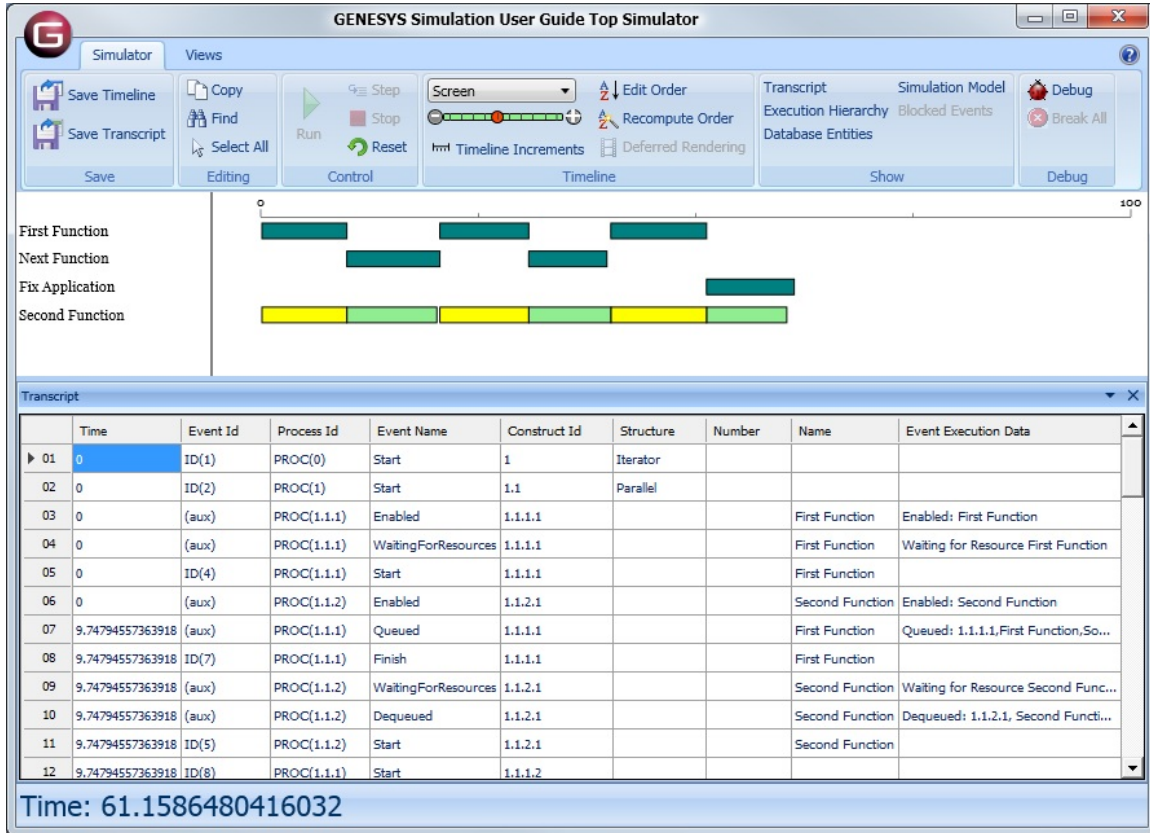 GENESYS Simulation User Guide Top Simulator
G
Simulator Views
Save Timeline
Save Transcript
Save
Copy
Find
Select All
Editing
Run
Step
Stop
Reset
Control
Screen
Timeline Increments
Edit Order
Recompute Order
Deferred Rendering
Timeline
Transcript Simulation Model
Execution Hierarchy Blocked Events
Database Entities
Show
Debug
Break All
Debug
0 100
First Function
Next Function
Fix Application
Second Function
Transcript
Time Event Id Process Id Event Name Construct Id Structure Number Name Event Execution Data
01 0 ID(1) PROC(0) Start 1 Iterator
02 0 ID(2) PROC(1) Start 1.1 Parallel
03 0 (aux) PROC(1.1.1) Enabled 1.1.1.1 First Function Enabled: First Function
04 0 (aux) PROC(1.1.1) WaitingForResources 1.1.1.1 First Function Waiting for Resource First Function
05 0 ID(4) PROC(1.1.1) Start 1.1.1.1 First Function
06 0 (aux) PROC(1.1.2) Enabled 1.1.2.1 Second Function Enabled: Second Function
07 9.74794557363918 (aux) PROC(1.1.1) Queued 1.1.1.1 First Function Queued: 1.1.1.1,First Function,So...
08 9.74794557363918 ID(7) PROC(1.1.1) Finish 1.1.1.1 First Function
09 9.74794557363918 (aux) PROC(1.1.2) WaitingForResources 1.1.2.1 Second Function Waiting for Resource Second Func...
10 9.74794557363918 (aux) PROC(1.1.2) Dequeued 1.1.2.1 Second Function Dequeued: 1.1.2.1, Second Functi...
11 9.74794557363918 ID(5) PROC(1.1.2) Start 1.1.2.1 Second Function
12 9.74794557363918 ID(8) PROC(1.1.1) Start 1.1.1.2
Time: 61.1586480416032